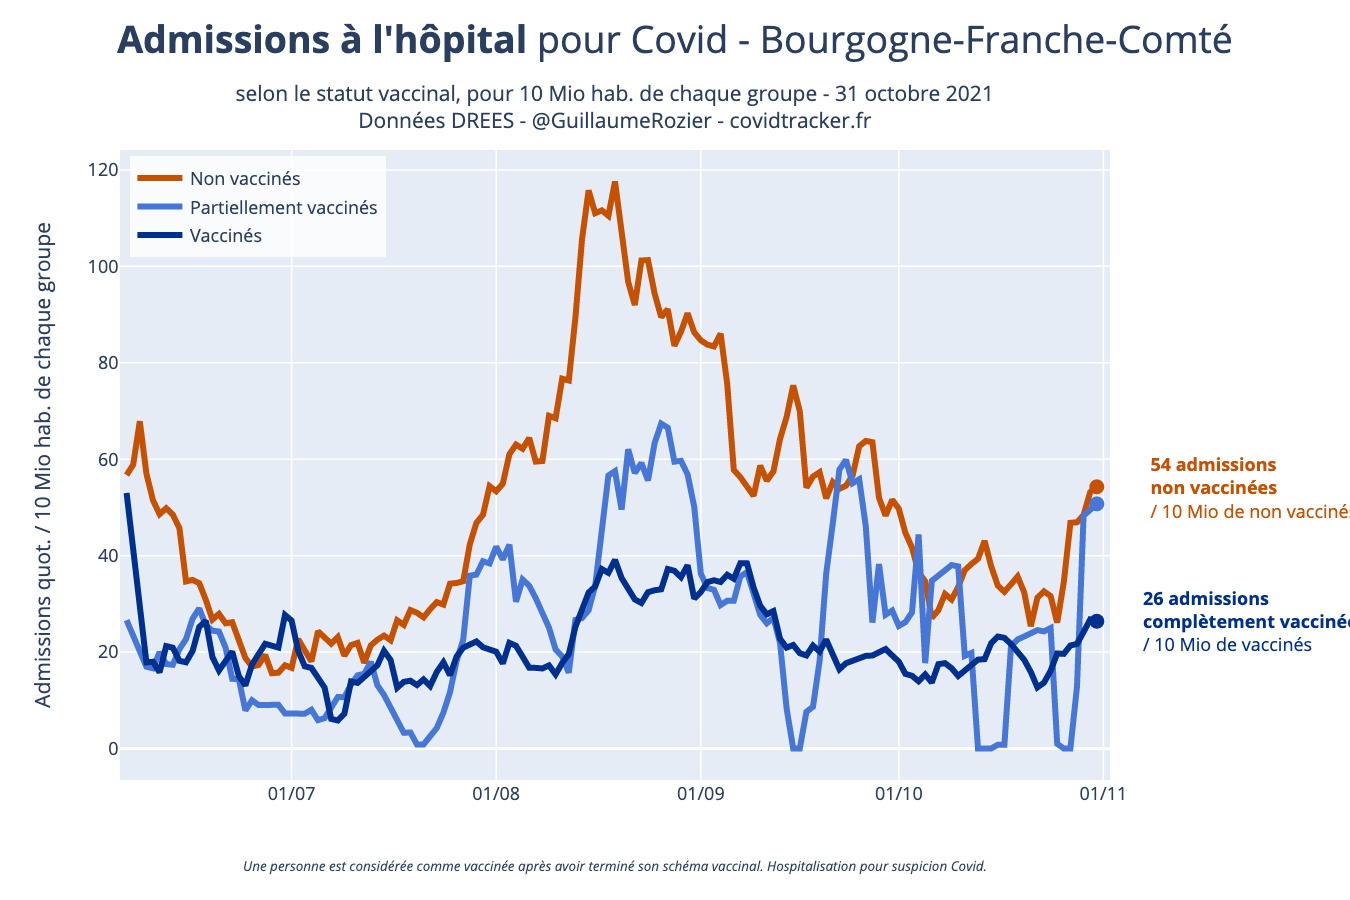 Admissions à l'hôpital pour Covid - Bourgogne-Franche-Comté
selon le statut vaccinal, pour 10 Mio hab. de chaque groupe - 31 octobre 2021
Données DREES - @GuillaumeRozier - covidtracker.fr
Non vaccinés
Partiellement vaccinés
Vaccinés
Admissions quot. / 10 Mio hab. de chaque groupe
120
100
80
60
40
20
0
01/07
01/08
01/09
01/10
01/11
54 admissions
non vaccinées
/ 10 Mio de non vaccinés
26 admissions
complètement vacciné
/ 10 Mio de vaccinés
Une personne est considérée comme vaccinée après avoir terminé son schéma vaccinal. Hospitalisation pour suspicion Covid.